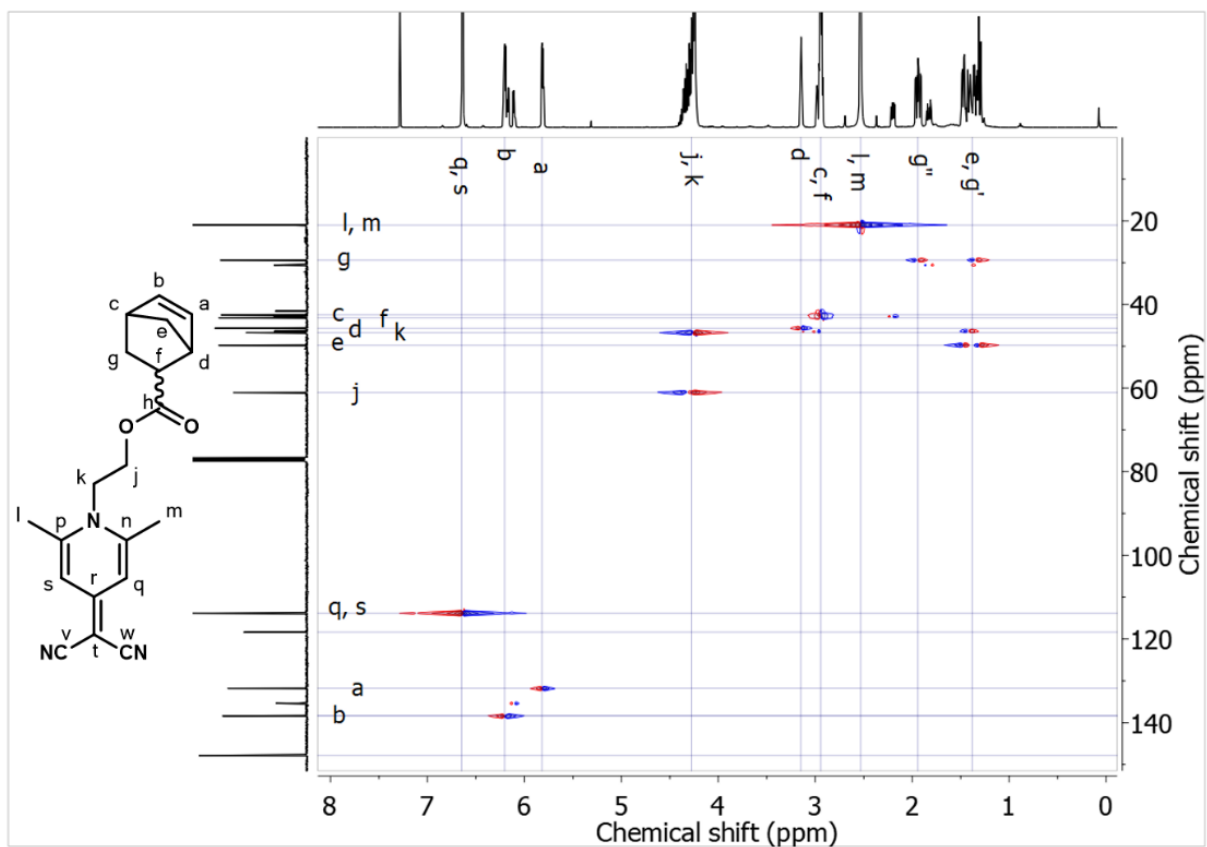 q, s
b
a
j, k
d
c, f
l, m
g"
e, g'
l, m
g
c
f
d
k
e
j
q, s
a
b
b
c
a
e
g
f
d
h
O
O
k
j
l
p
N
n
m
s
r
q
v
w
NC
t
CN
20
40
60
80
100
120
140
Chemical shift (ppm)
8
7
6
5
4
3
2
1
0
Chemical shift (ppm)